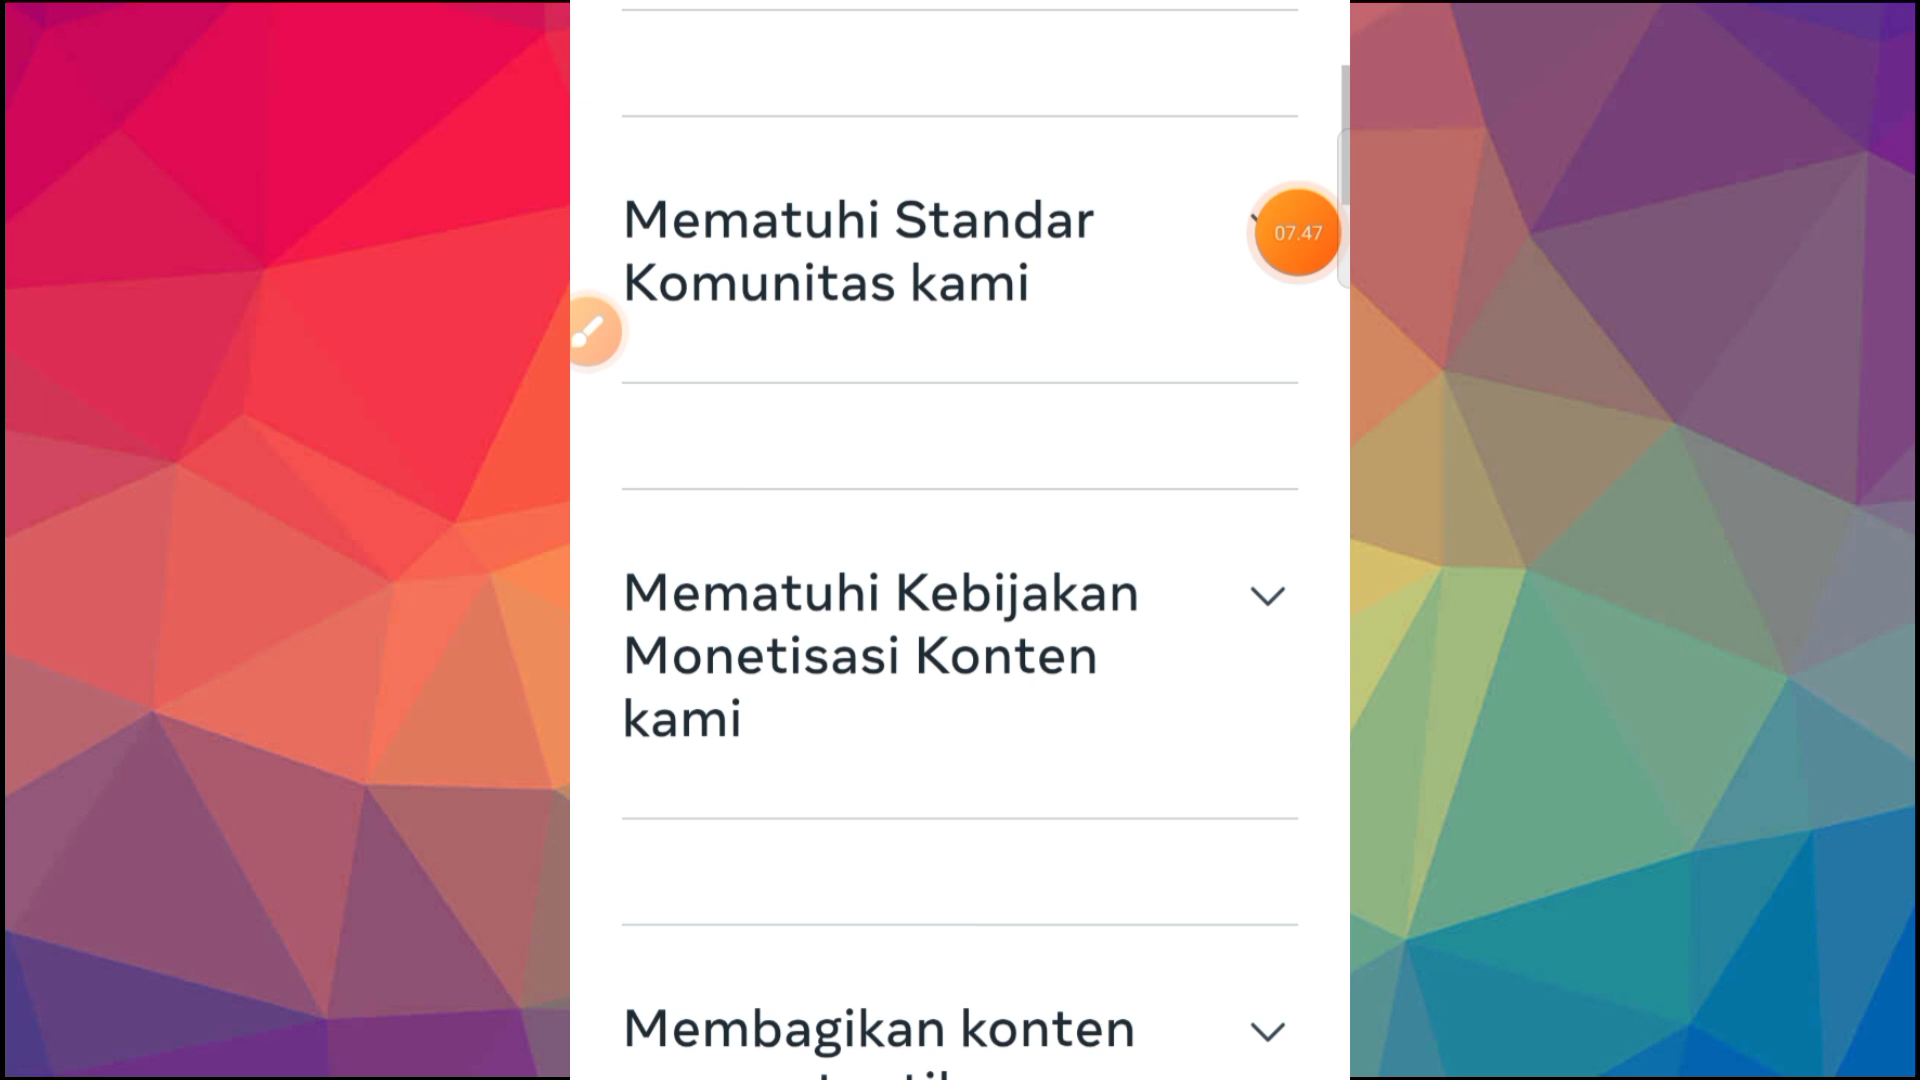 Mematuhi Standar
Komunitas kami
07.47
Mematuhi Kebijakan
Monetisasi Konten
kami
Membagikan konten